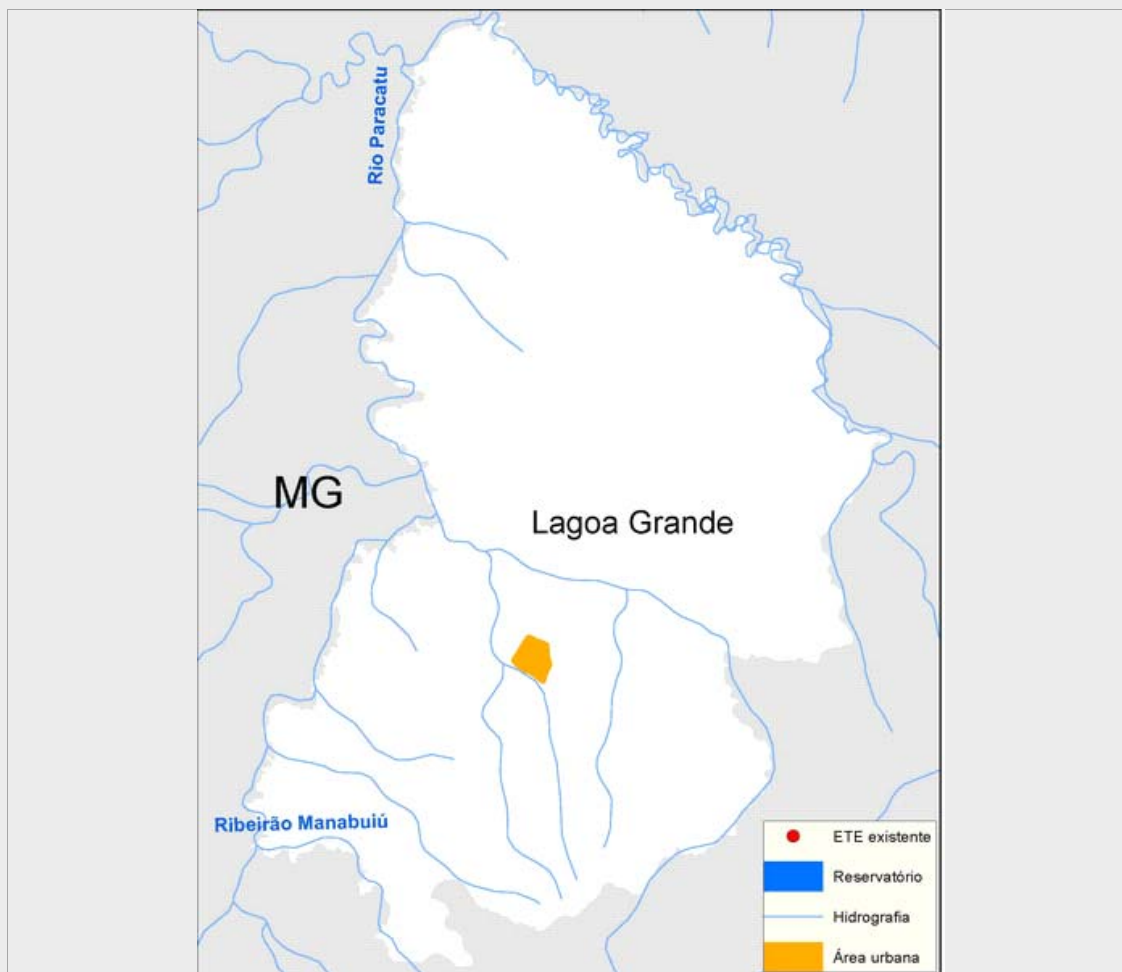 Rio Paracatu
MG
Lagoa Grande
Ribeirão Manabuiú
ETE existente
Reservatório
Hidrografia
Área urbana